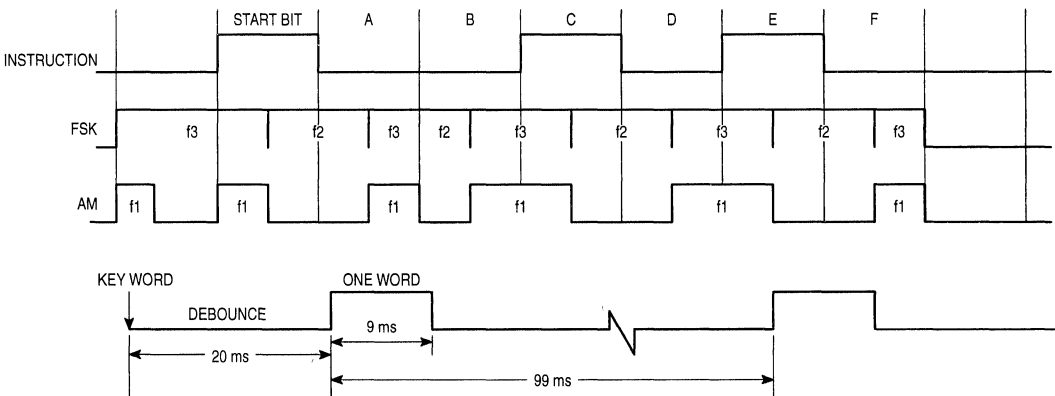 START BIT A B C D E F
INSTRUCTION
FSK f3 f2 f3 f2 f3 f2 f3 f2 f3
AM f1 f1 f1 f1 f1 f1
KEY WORD ONE WORD
DEBOUNCE
9 ms
20 ms
99 ms